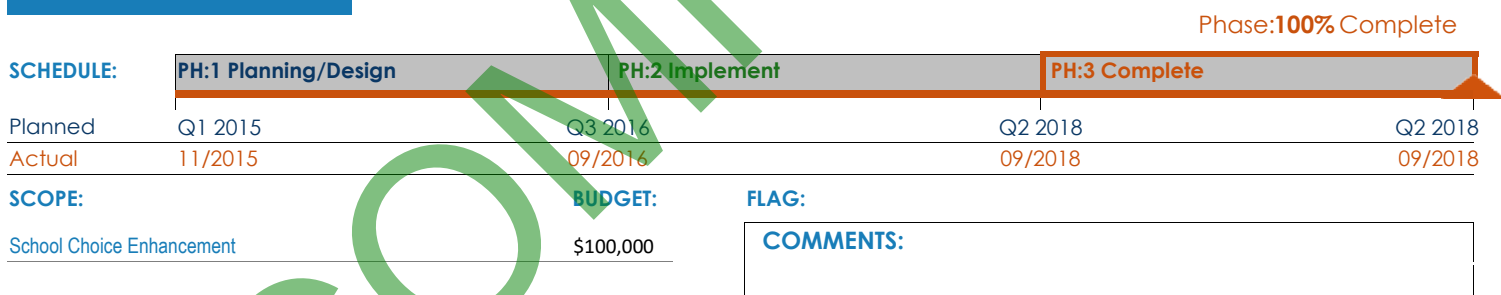 Phase:100% Complete
SCHEDULE: PH:1 Planning/Design PH:2 Implement PH:3 Complete
Planned Q1 2015 Q3 2016 Q2 2018 Q2 2018
Actual 11/2015 09/2016 09/2018 09/2018
SCOPE: BUDGET: FLAG:
School Choice Enhancement $100,000 COMMENTS: